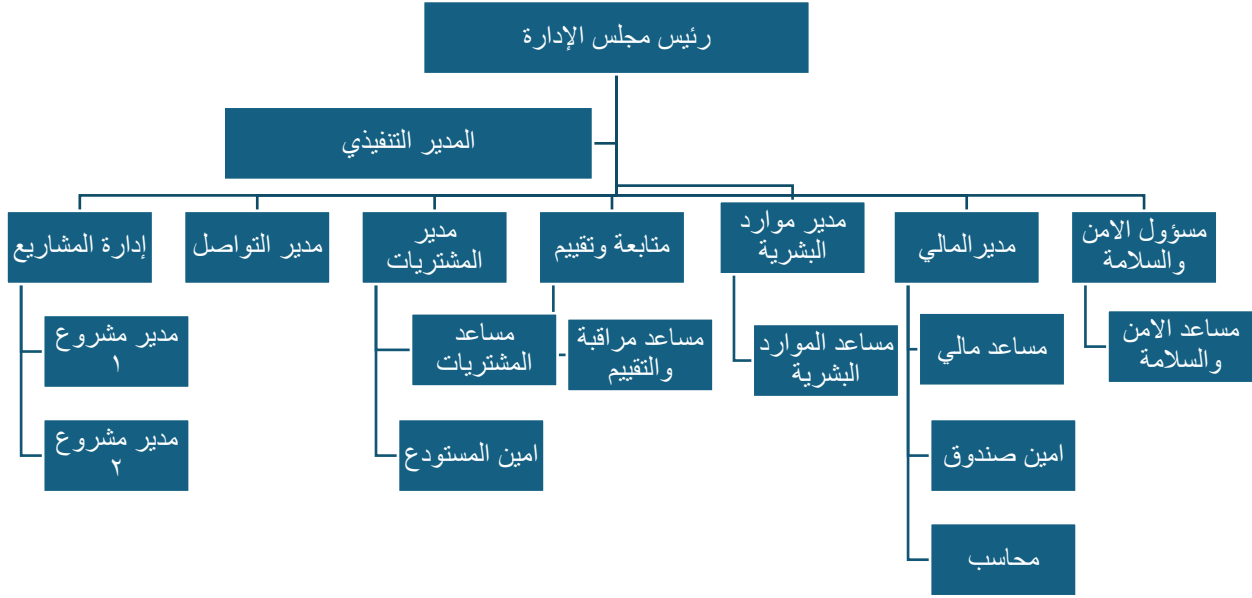 رئيس مجلس الإدارة
المدير التنفيذي
مسؤول الامن
والسلامة
مديرالمالي
مدير موارد
البشرية
متابعة وتقييم
مدير
المشتريات
مدير التواصل
إدارة المشاريع
مساعد الامن
والسلامة
مساعد مالي
مساعد الموارد
البشرية
مساعد مراقبة
والتقييم
مساعد
المشتريات
مدير مشروع
١
امين صندوق
امين المستودع
مدير مشروع
٢
محاسب